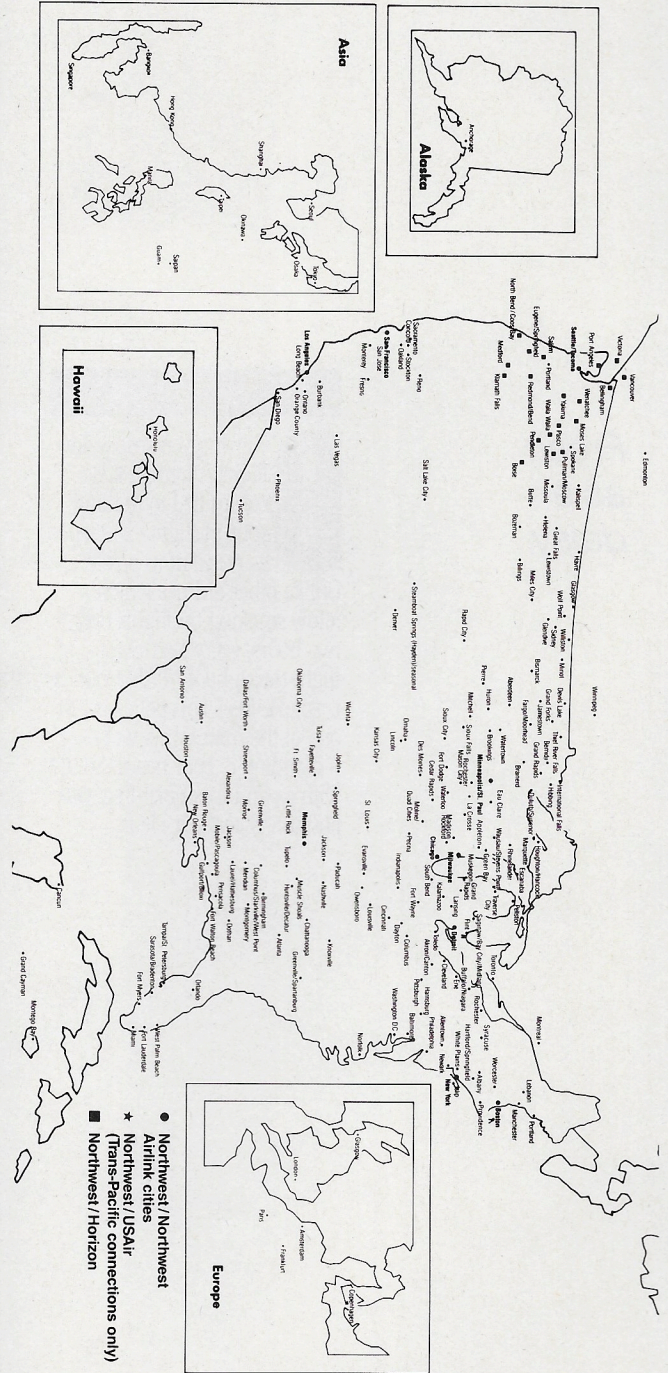 Asia
Bangkok
Singapore
Hong Kong
Shanghai
Manila
Taipei
Seoul
Okinawa
Osaka
Tokyo
Saipan
Guam
Alaska
Anchorage
Hawaii
Honolulu
Vancouver
Victoria
Bellingham
Port Angeles
Seattle/Tacoma
Wenatchee
Moses Lake
Spokane
Kalispell
Yakima
Pasco
Pullman/Moscow
Walla Walla
Lewiston
Missoula
Pendleton
Portland
Salem
Eugene/Springfield
Redmond/Bend
North Bend / Coos Bay
Medford
Klamath Falls
Boise
Butte
Bozeman
Helena
Great Falls
Lewistown
Havre
Glasgow
Wolf Point
Williston
Sidney
Glendive
Miles City
Billings
Edmonton
Winnipeg
Minot
Devils Lake
Grand Forks
Thief River Falls
Bemidji
International Falls
Hibbing
Grand Rapids
Jamestown
Bismarck
Fargo/Moorhead
Brainerd
Duluth/Superior
Houghton/Hancock
Marquette
Escanaba
Aberdeen
Watertown
Huron
Pierre
Brookings
Minneapolis/St. Paul
Eau Claire
Wausau/Stevens Point
Rhinelander
Green Bay
Appleton
La Crosse
Rochester
Mitchell
Sioux Falls
Mason City
Rapid City
Sioux City
Fort Dodge
Waterloo
Rockford
Madison
Milwaukee
Muskegon
Grand Rapids
Traverse City
Pellston
Saginaw/Bay City/Midland
Flint
Lansing
Detroit
Kalamazoo
Chicago
South Bend
Toledo
Cleveland
Erie
Buffalo/Niagara
Toronto
Rochester
Syracuse
Montreal
Lebanon
Portland
Manchester
Worcester
Boston
Providence
Albany
Hartford/Springfield
White Plains
Islip
New York
Newark
Allentown
Philadelphia
Harrisburg
Pittsburgh
Akron/Canton
Baltimore
Washington D.C.
Norfolk
Sacramento
Concord
Stockton
Oakland
San Francisco
San Jose
Monterey
Fresno
Reno
Los Angeles
Long Beach
Burbank
Ontario
Orange County
San Diego
Las Vegas
Phoenix
Tucson
Salt Lake City
Steamboat Springs (Hayden)/seasonal
Denver
Omaha
Lincoln
Des Moines
Cedar Rapids
Moline/
Quad Cities
Peoria
Indianapolis
Fort Wayne
Dayton
Columbus
Cincinnati
Kansas City
St. Louis
Evansville
Owensboro
Louisville
Wichita
Joplin
Springfield
Paducah
Nashville
Knoxville
Jackson
Oklahoma City
Tulsa
Fayetteville
Ft. Smith
Memphis
Little Rock
Tupelo
Muscle Shoals
Huntsville/Decatur
Chattanooga
Greenville/Spartanburg
Atlanta
Dallas/Fort Worth
Shreveport
Monroe
Greenville
Columbus/Starkville/West Point
Birmingham
Montgomery
Meridian
Jackson
Alexandria
Laurel/Hattiesburg
Dothan
Austin
San Antonio
Houston
Baton Rouge
New Orleans
Gulfport/Biloxi
Mobile/Pascagoula
Pensacola
Fort Walton Beach
Orlando
Tampa/St. Petersburg
Sarasota/Bradenton
Fort Myers
West Palm Beach
Fort Lauderdale
Miami
Cancun
Grand Cayman
Montego Bay
Europe
Glasgow
London
Paris
Amsterdam
Frankfurt
Copenhagen
Northwest/Northwest
Airlink cities
Northwest/USAir
(Trans-Pacific connections only)
Northwest/Horizon